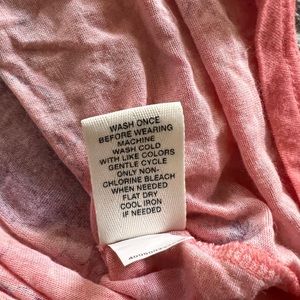 WASH ONCE
BEFORE WEARING
MACHINE
WASH COLD
WITH LIKE COLORS
GENTLE CYCLE
ONLY NON-
CHLORINE BLEACH
WHEN NEEDED
FLAT DRY
COOL IRON
IF NEEDED